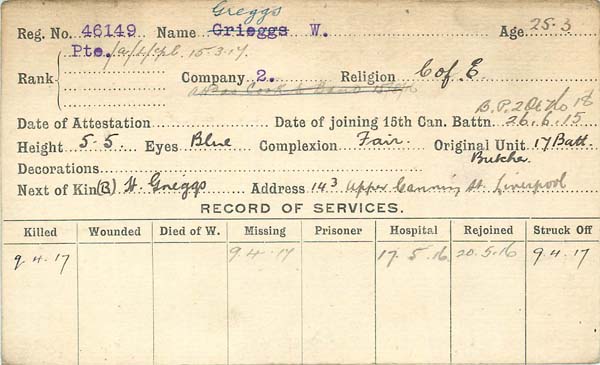 Greggs
Reg. No. 46149 Name Grieggs W. Age 25.3
Pte. /a/L/Cpl. 15.3.17.
Rank Company 2. Religion C of E
B.P.2
Date of Attestation Date of joining 15th Can. Battn. 26.6.15
Height 5.5. Eyes Blue Complexion Fair. Original Unit 17 Batt.
Decorations Butcher
Next of Kin (B) H. Greggs Address 143 Upper Canning St. Liverpool
RECORD OF SERVICES.
Killed Wounded Died of W. Missing Prisoner Hospital Rejoined Struck Off
9.4.17 9.4.17 17.5.16 20.5.16 9.4.17